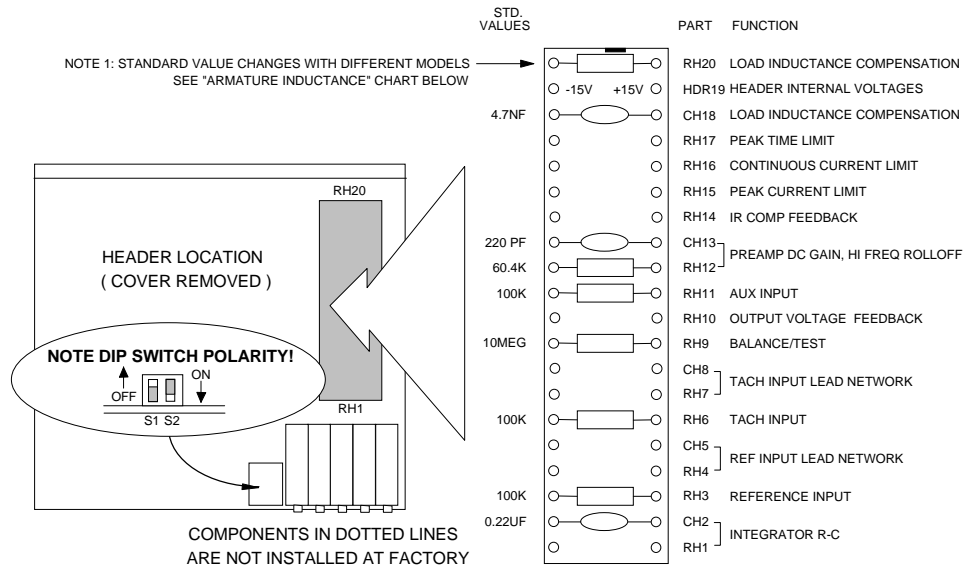 STD.
VALUES
PART FUNCTION
NOTE 1: STANDARD VALUE CHANGES WITH DIFFERENT MODELS
SEE "ARMATURE INDUCTANCE" CHART BELOW
RH20 LOAD INDUCTANCE COMPENSATION
-15V +15V HDR19 HEADER INTERNAL VOLTAGES
4.7NF CH18 LOAD INDUCTANCE COMPENSATION
RH17 PEAK TIME LIMIT
RH16 CONTINUOUS CURRENT LIMIT
RH15 PEAK CURRENT LIMIT
RH14 IR COMP FEEDBACK
220 PF CH13
PREAMP DC GAIN, HI FREQ ROLLOFF
60.4K RH12
100K RH11 AUX INPUT
RH10 OUTPUT VOLTAGE FEEDBACK
10MEG RH9 BALANCE/TEST
CH8
TACH INPUT LEAD NETWORK
RH7
100K RH6 TACH INPUT
CH5
REF INPUT LEAD NETWORK
RH4
100K RH3 REFERENCE INPUT
0.22UF CH2
INTEGRATOR R-C
RH1
RH20
HEADER LOCATION
( COVER REMOVED )
NOTE DIP SWITCH POLARITY!
OFF
ON
S1 S2
RH1
COMPONENTS IN DOTTED LINES
ARE NOT INSTALLED AT FACTORY